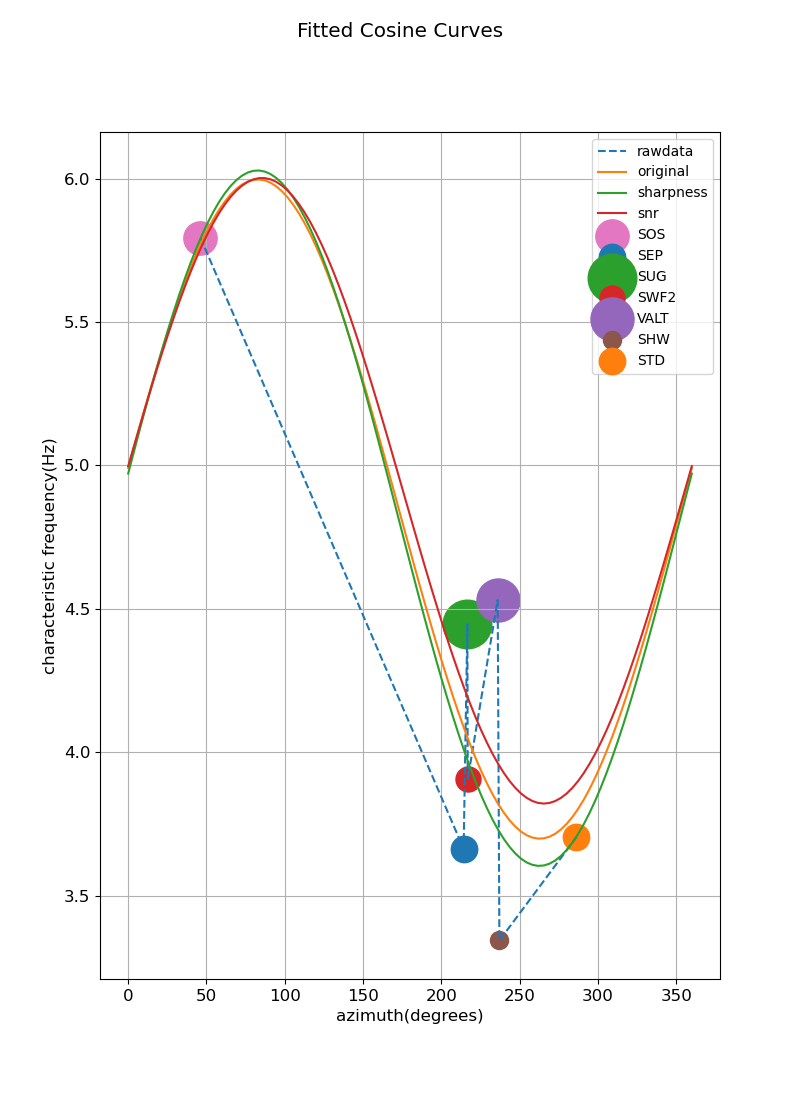 Fitted Cosine Curves
characteristic frequency(Hz)
6.0
5.5
5.0
4.5
4.0
3.5
rawdata
original
sharpness
snr
SOS
SEP
SUG
SWF2
VALT
SHW
STD
0 50 100 150 200 250 300 350
azimuth(degrees)